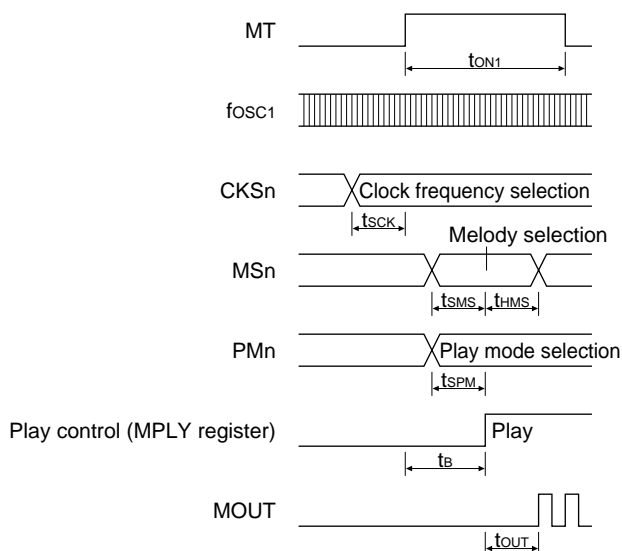 MT
tON1
fOSC1
CKSn
Clock frequency selection
tSCK
Melody selection
MSn
tSMS
tHMS
PMn
Play mode selection
tSPM
Play control (MPLY register)
Play
tB
MOUT
tOUT